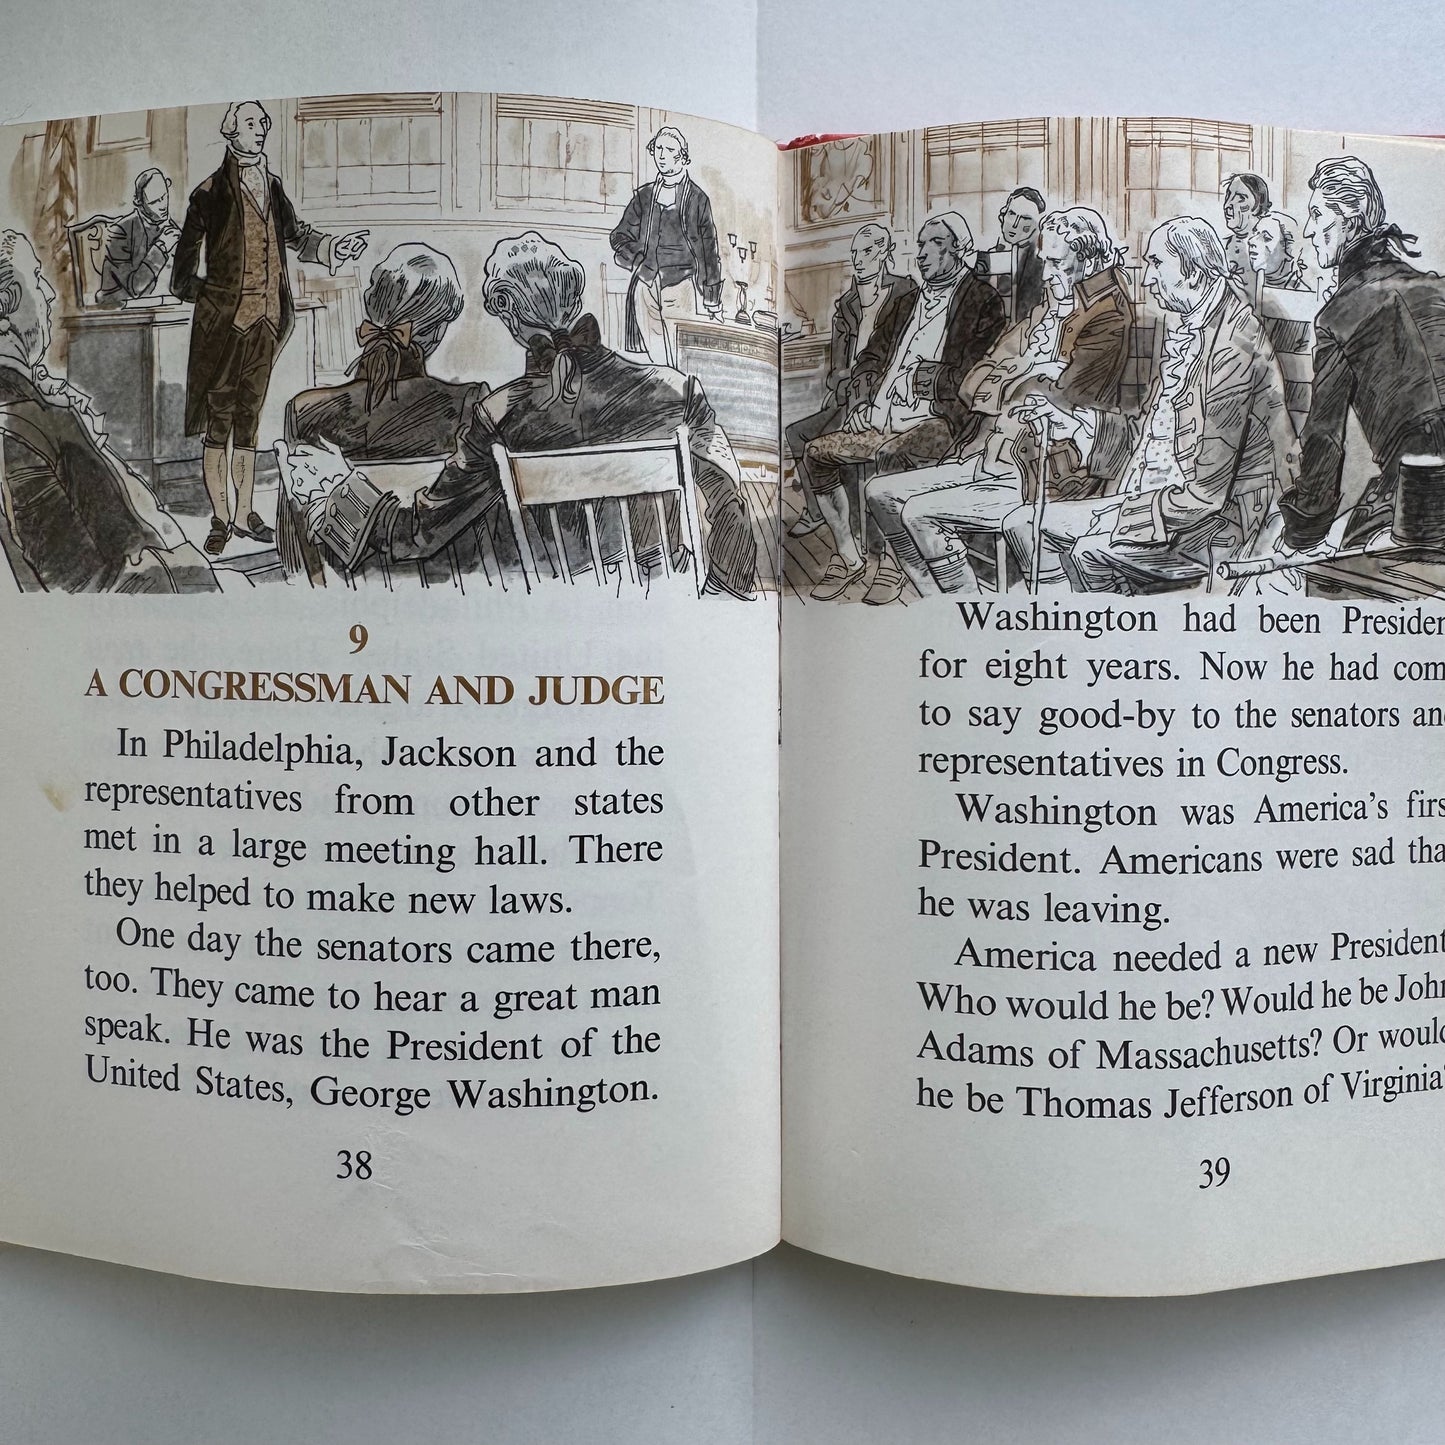 9
A CONGRESSMAN AND JUDGE
In Philadelphia, Jackson and the
representatives from other states
met in a large meeting hall. There
they helped to make new laws.
One day the senators came there,
too. They came to hear a great man
speak. He was the President of the
United States, George Washington.
38
Washington had been Presiden
for eight years. Now he had com
to say good-by to the senators an
representatives in Congress.
Washington was America's firs
President. Americans were sad tha
he was leaving.
America needed a new President
Who would he be? Would he be John
Adams of Massachusetts? Or would
he be Thomas Jefferson of Virginia?
39